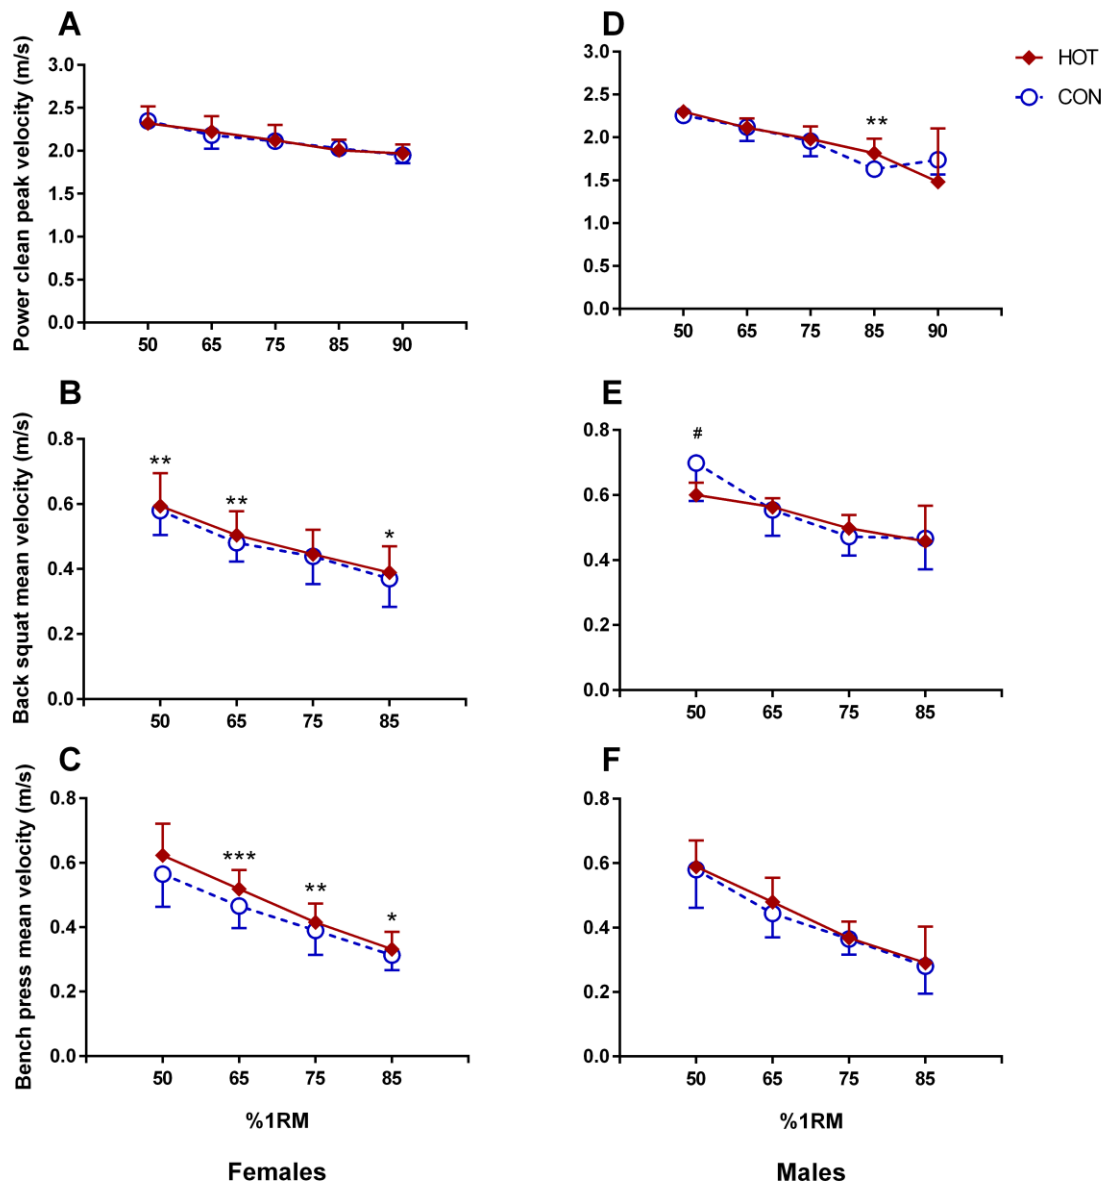 A
Power clean peak velocity (m/s)
3.0
2.5
2.0
1.5
1.0
0.5
0.0
50 65 75 85 90
D
3.0
2.5
2.0
1.5
1.0
0.5
0.0
**
50 65 75 85 90
HOT
CON
B
Back squat mean velocity (m/s)
0.8
0.6
0.4
0.2
0.0
** ** *
50 65 75 85
E
0.8
0.6
0.4
0.2
0.0
#
50 65 75 85
C
Bench press mean velocity (m/s)
0.8
0.6
0.4
0.2
0.0
*** ** *
50 65 75 85
%1RM
Females
F
0.8
0.6
0.4
0.2
0.0
50 65 75 85
%1RM
Males